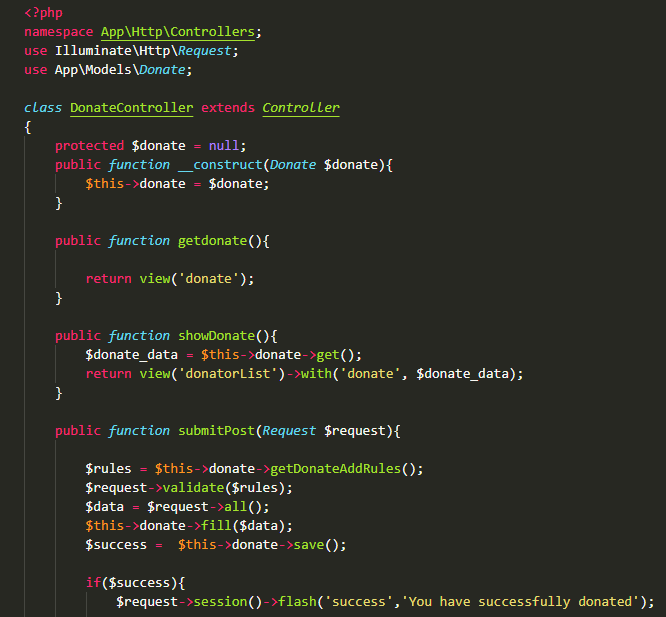 <?php
namespace App\Http\Controllers;
use Illuminate\Http\Request;
use App\Models\Donate;
class DonateController extends Controller
{
protected $donate = null;
public function __construct(Donate $donate){
$this->donate = $donate;
}
public function getdonate(){
return view('donate');
}
public function showDonate(){
$donate_data = $this->donate->get();
return view('donatorList')->with('donate', $donate_data);
}
public function submitPost(Request $request){
$rules = $this->donate->getDonateAddRules();
$request->validate($rules);
$data = $request->all();
$this->donate->fill($data);
$success =  $this->donate->save();
if($success){
$request->session()->flash('success','You have successfully donated');